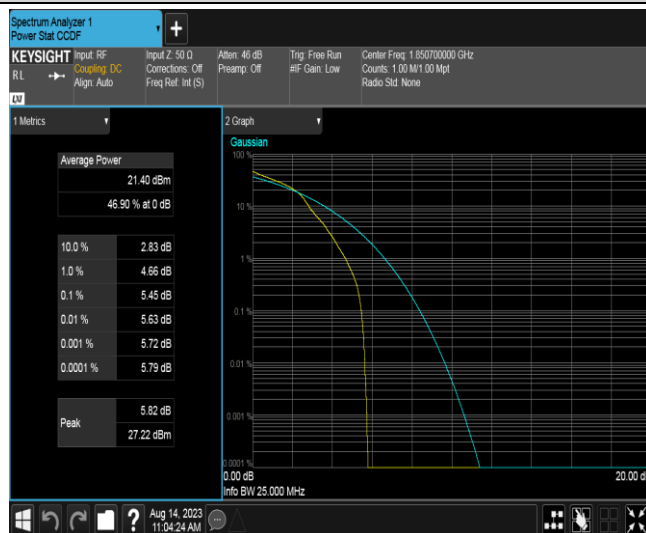 Spectrum Analyzer 1
Power Stat CCDF
+
KEYSIGHT
RL
LXI
Input: RF
Coupling: DC
Align: Auto
Input Z: 50 Ω
Corrections: Off
Freq Ref: Int (S)
Atten: 46 dB
Preamp: Off
Trig: Free Run
#IF Gain: Low
Center Freq: 1.850700000 GHz
Counts: 1.00 M/1.00 Mpt
Radio Std: None
1 Metrics
Average Power
21.40 dBm
46.90 % at 0 dB
10.0 % 2.83 dB
1.0 % 4.66 dB
0.1 % 5.45 dB
0.01 % 5.63 dB
0.001 % 5.72 dB
0.0001 % 5.79 dB
Peak
5.82 dB
27.22 dBm
2 Graph
Gaussian
100 %
10 %
1 %
0.1 %
0.01 %
0.001 %
0.0001 %
0.00 dB
20.00 d
Info BW 25.000 MHz
?
Aug 14, 2023
11:04:24 AM